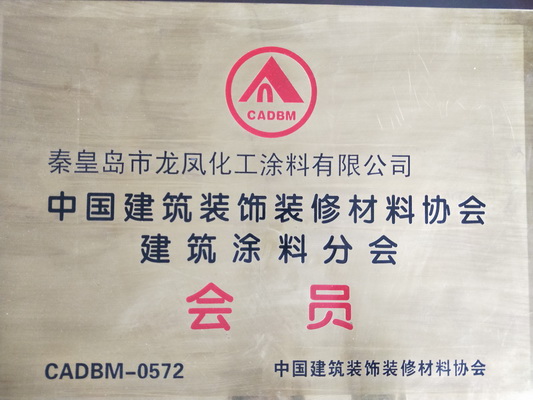 CADBM
秦皇岛市龙凤化工涂料有限公司
中国建筑装饰装修材料协会
建筑涂料分会
会员
CADBM-0572
中国建筑装饰装修材料协会